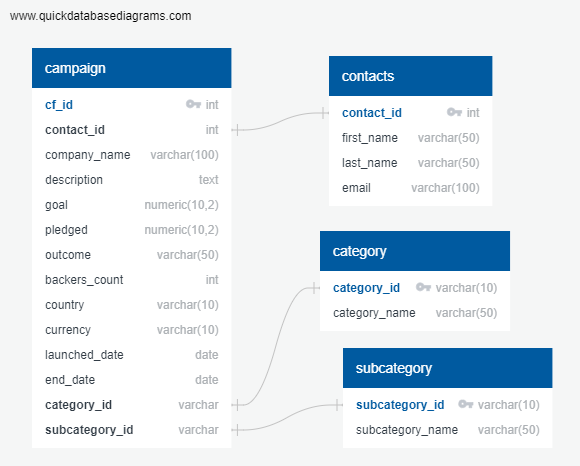 www.quickdatabasediagrams.com
campaign
cf_id int
contact_id int
company_name varchar(100)
description text
goal numeric(10,2)
pledged numeric(10,2)
outcome varchar(50)
backers_count int
country varchar(10)
currency varchar(10)
launched_date date
end_date date
category_id varchar
subcategory_id varchar
contacts
contact_id int
first_name varchar(50)
last_name varchar(50)
email varchar(100)
category
category_id varchar(10)
category_name varchar(50)
subcategory
subcategory_id varchar(10)
subcategory_name varchar(50)